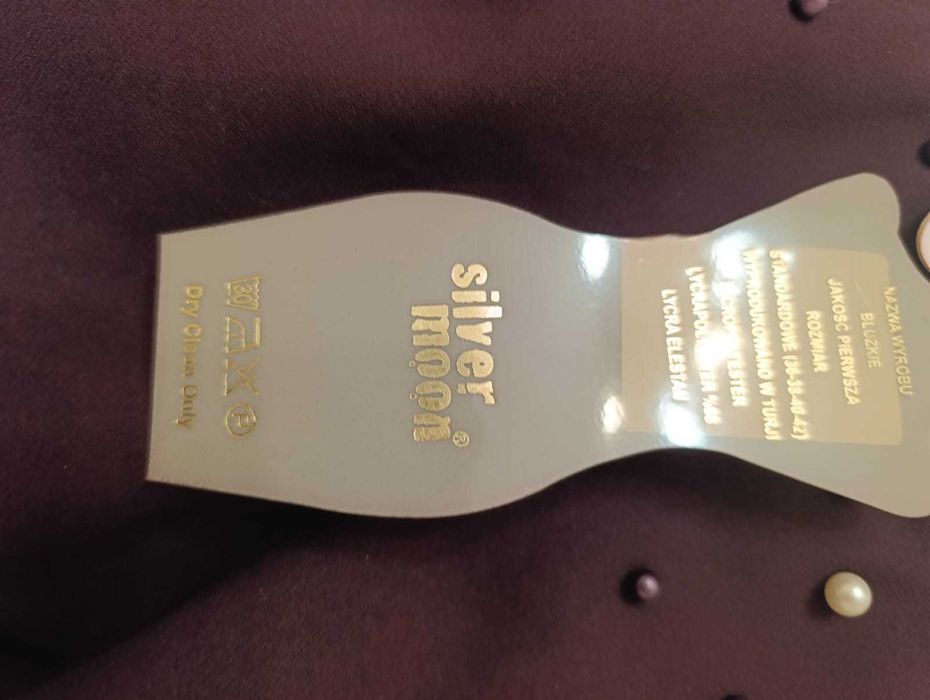 NAZWA WYROBU
BLUZKIE
JAKOSC PIERWSZA
ROZMIAR
STANDARDOWE (36-38-40-42)
WYPRODUKOWANO W TURJI
LYCRA ELESTAN
silver
moon®
Dry Clean Only